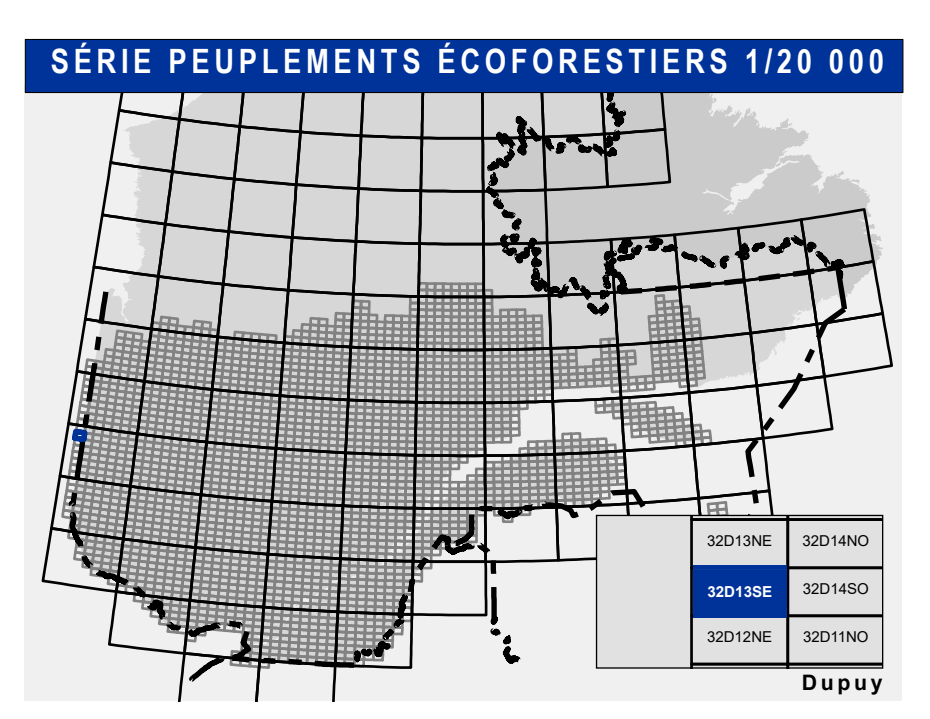 SÉRIE PEUPLEMENTS ÉCOFORESTIERS 1/20 000
32D13NE 32D14NO
32D13SE 32D14SO
32D12NE 32D11NO
Dupuy